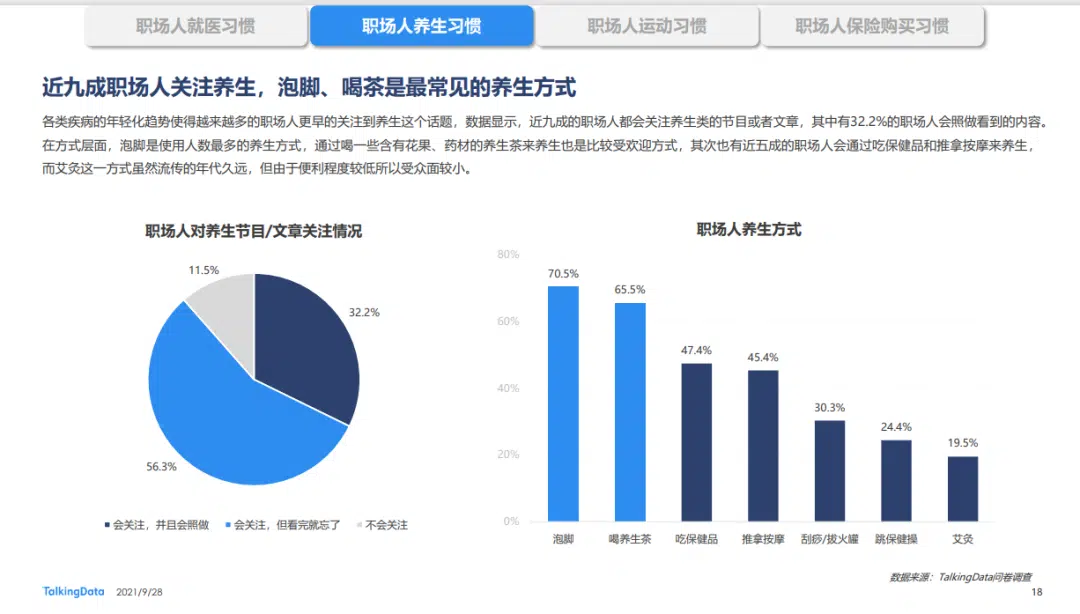 职场人就医习惯
职场人养生习惯
职场人运动习惯
职场人保险购买习惯
近九成职场人关注养生，泡脚、喝茶是最常见的养生方式
各类疾病的年轻化趋势使得越来越多的职场人更早的关注到养生这个话题，数据显示，近九成的职场人都会关注养生类的节目或者文章，其中有32.2%的职场人会照做看到的内容。
在方式层面，泡脚是使用人数最多的养生方式，通过喝一些含有花果、药材的养生茶来养生也是比较受欢迎方式，其次也有近五成的职场人会通过吃保健品和推拿按摩来养生，
而艾灸这一方式虽然流传的年代久远，但由于便利程度较低所以受众面较小。
职场人对养生节目/文章关注情况
11.5%
32.2%
56.3%
会关注，并且会照做
会关注，但看完就忘了
不会关注
职场人养生方式
80%
60%
40%
20%
0%
70.5%
65.5%
47.4%
45.4%
30.3%
24.4%
19.5%
泡脚
喝养生茶
吃保健品
推拿按摩
刮痧/拔火罐
跳保健操
艾灸
数据来源：TalkingData问卷调查
TalkingData
2021/9/28
18